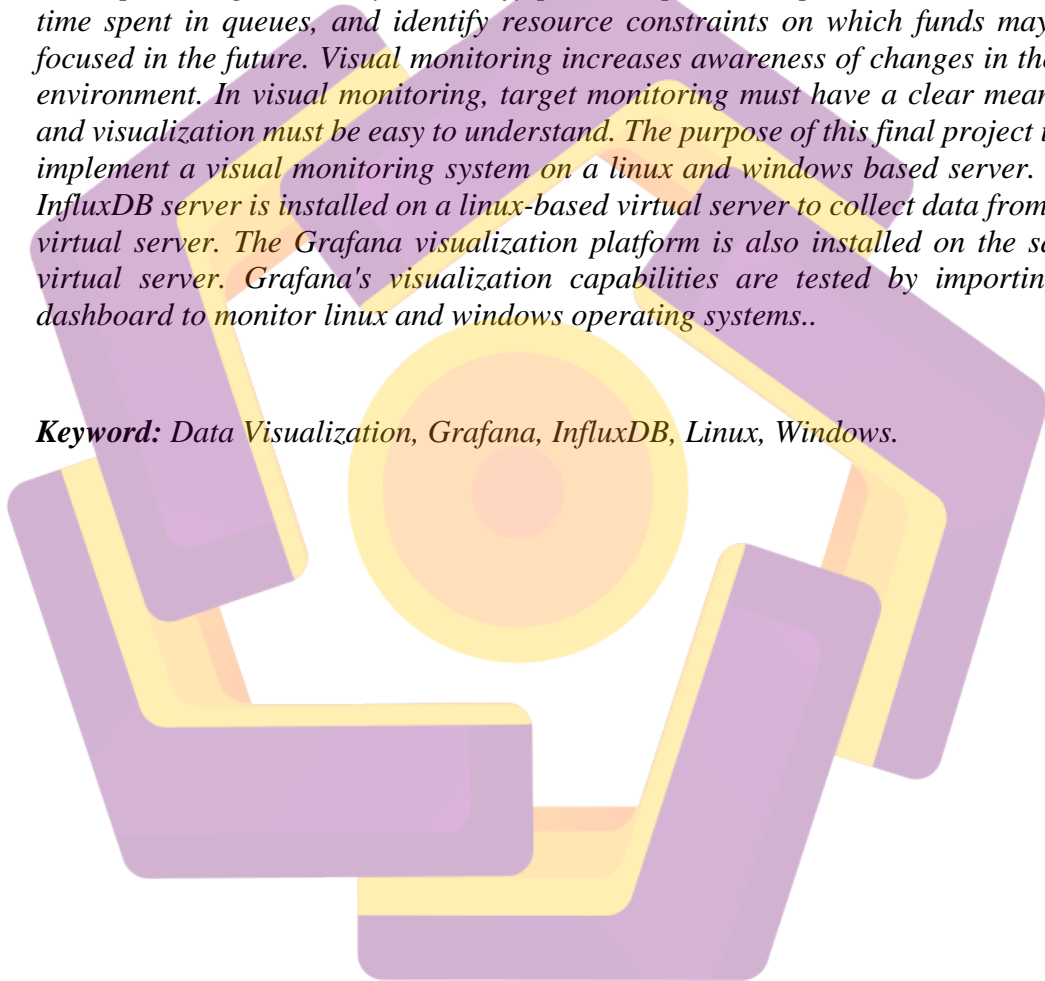 time spent in queues, and identify resource constraints on which funds may
focused in the future. Visual monitoring increases awareness of changes in the
environment. In visual monitoring, target monitoring must have a clear mean
and visualization must be easy to understand. The purpose of this final project i
implement a visual monitoring system on a linux and windows based server.
InfluxDB server is installed on a linux-based virtual server to collect data from
virtual server. The Grafana visualization platform is also installed on the sa
virtual server. Grafana's visualization capabilities are tested by importin
dashboard to monitor linux and windows operating systems..
Keyword: Data Visualization, Grafana, InfluxDB, Linux, Windows.